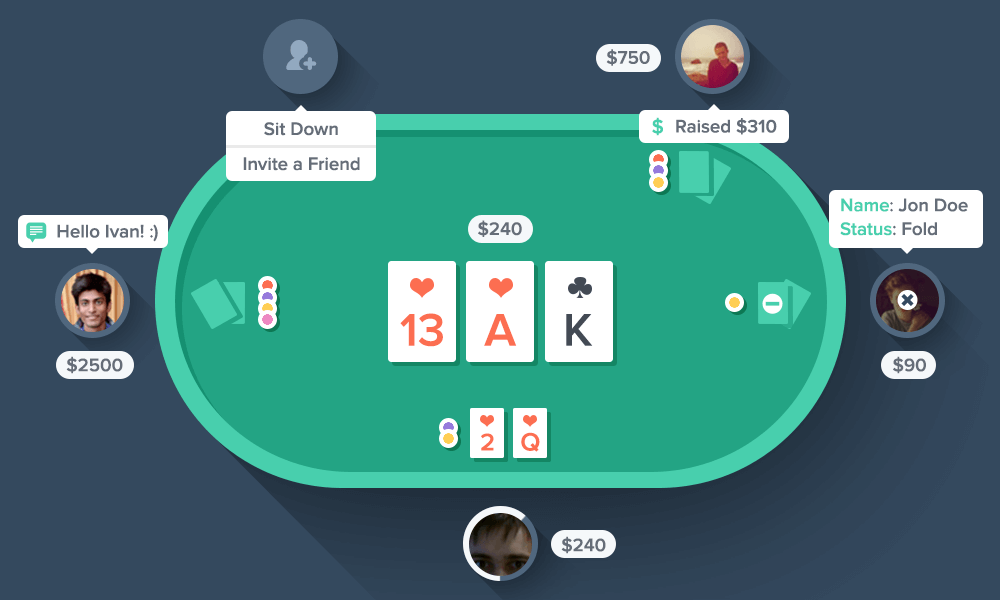 $750
$ Raised $310
Sit Down
Invite a Friend
Name: Jon Doe
Status: Fold
Hello Ivan! :)
$240
13
A
K
$2500
$90
2
Q
$240